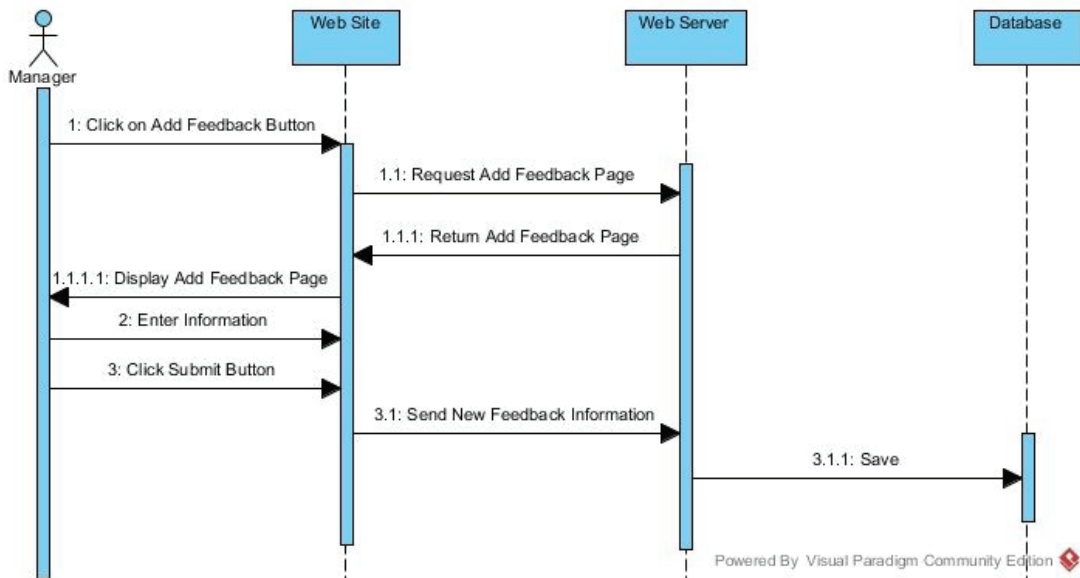 Web Site
Web Server
Database
Manager
1: Click on Add Feedback Button
1.1: Request Add Feedback Page
1.1.1: Return Add Feedback Page
1.1.1.1: Display Add Feedback Page
2: Enter Information
3: Click Submit Button
3.1: Send New Feedback Information
3.1.1: Save
Powered By Visual Paradigm Community Edition